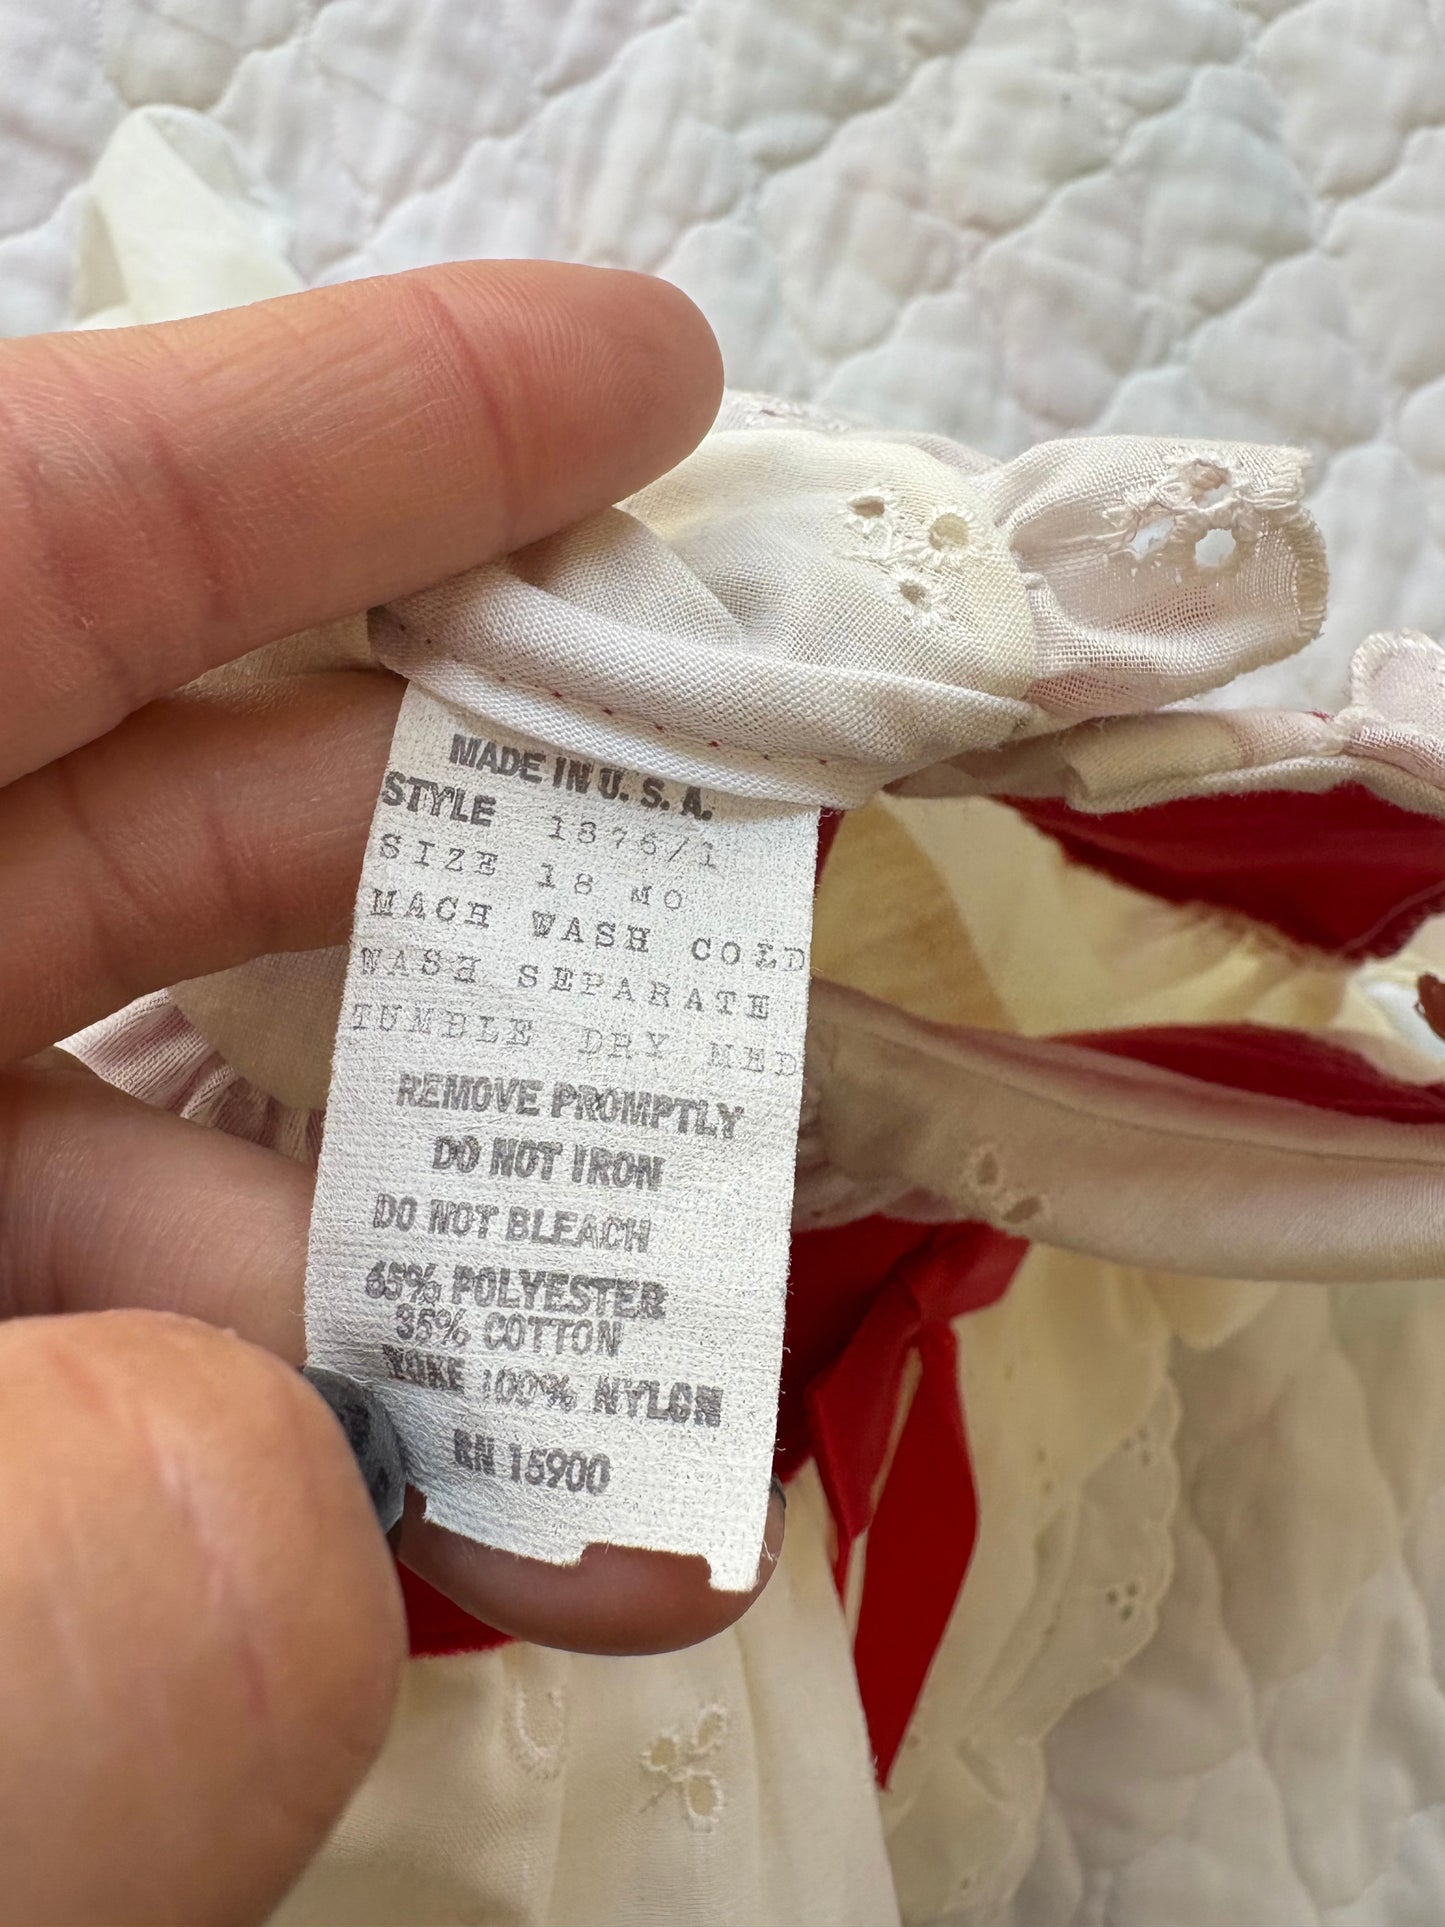 MADE IN U. S. A.
STYLE 1876/1
SIZE 18 MO
MACH WASH COLD
WASH SEPARATE
TUMBLE DRY MED
REMOVE PROMPTLY
DO NOT IRON
DO NOT BLEACH
65% POLYESTER
35% COTTON
YOKE 100% NYLON
RN 15900